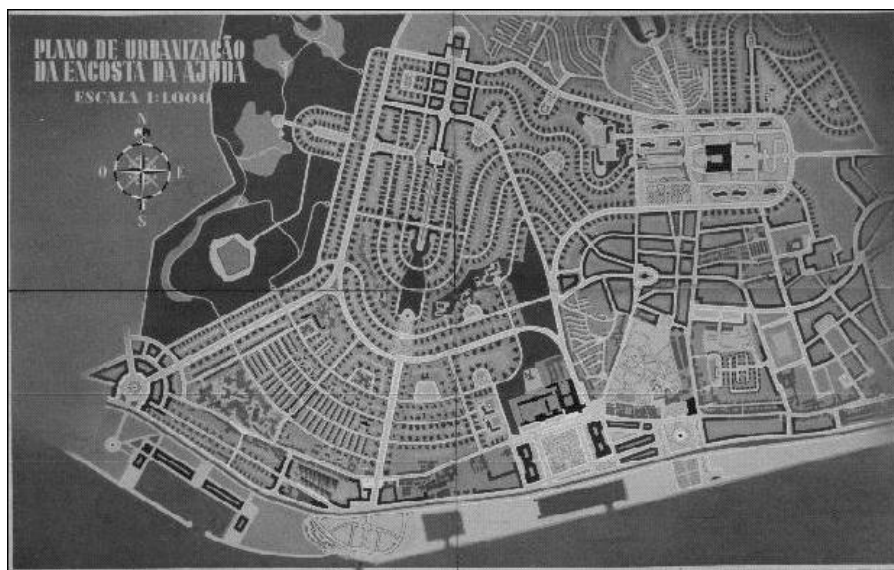 PLANO DE URBANIZAÇÃO
DA ENCOSTA DA AJUDA
ESCALA 1:1000
N
O E
S